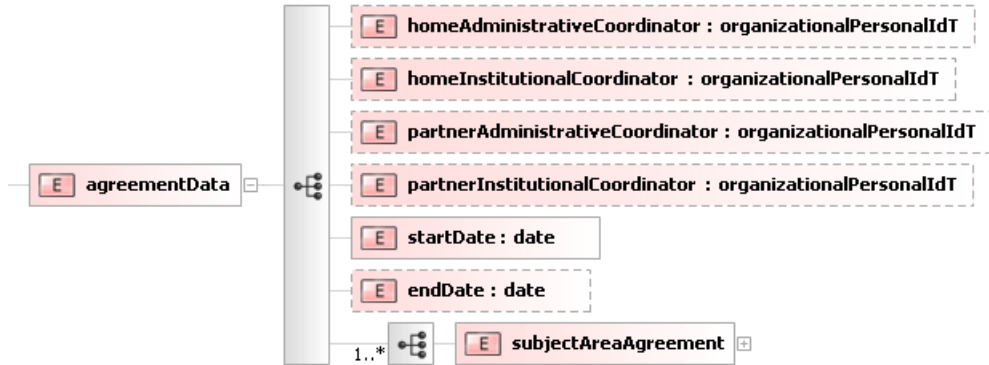 E homeAdministrativeCoordinator : organizationalPersonalIdT
E homeInstitutionalCoordinator : organizationalPersonalIdT
E partnerAdministrativeCoordinator : organizationalPersonalIdT
E agreementData
E partnerInstitutionalCoordinator : organizationalPersonalIdT
E startDate : date
E endDate : date
1..* E subjectAreaAgreement